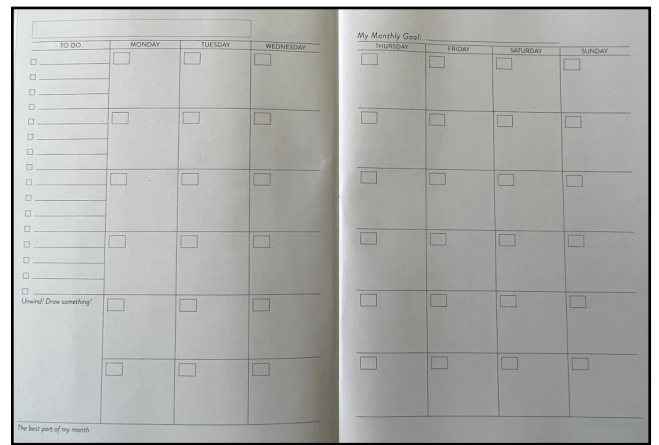 TO DO MONDAY TUESDAY WEDNESDAY
Unwind! Draw something!
The best part of my month
My Monthly Goal:
THURSDAY FRIDAY SATURDAY SUNDAY